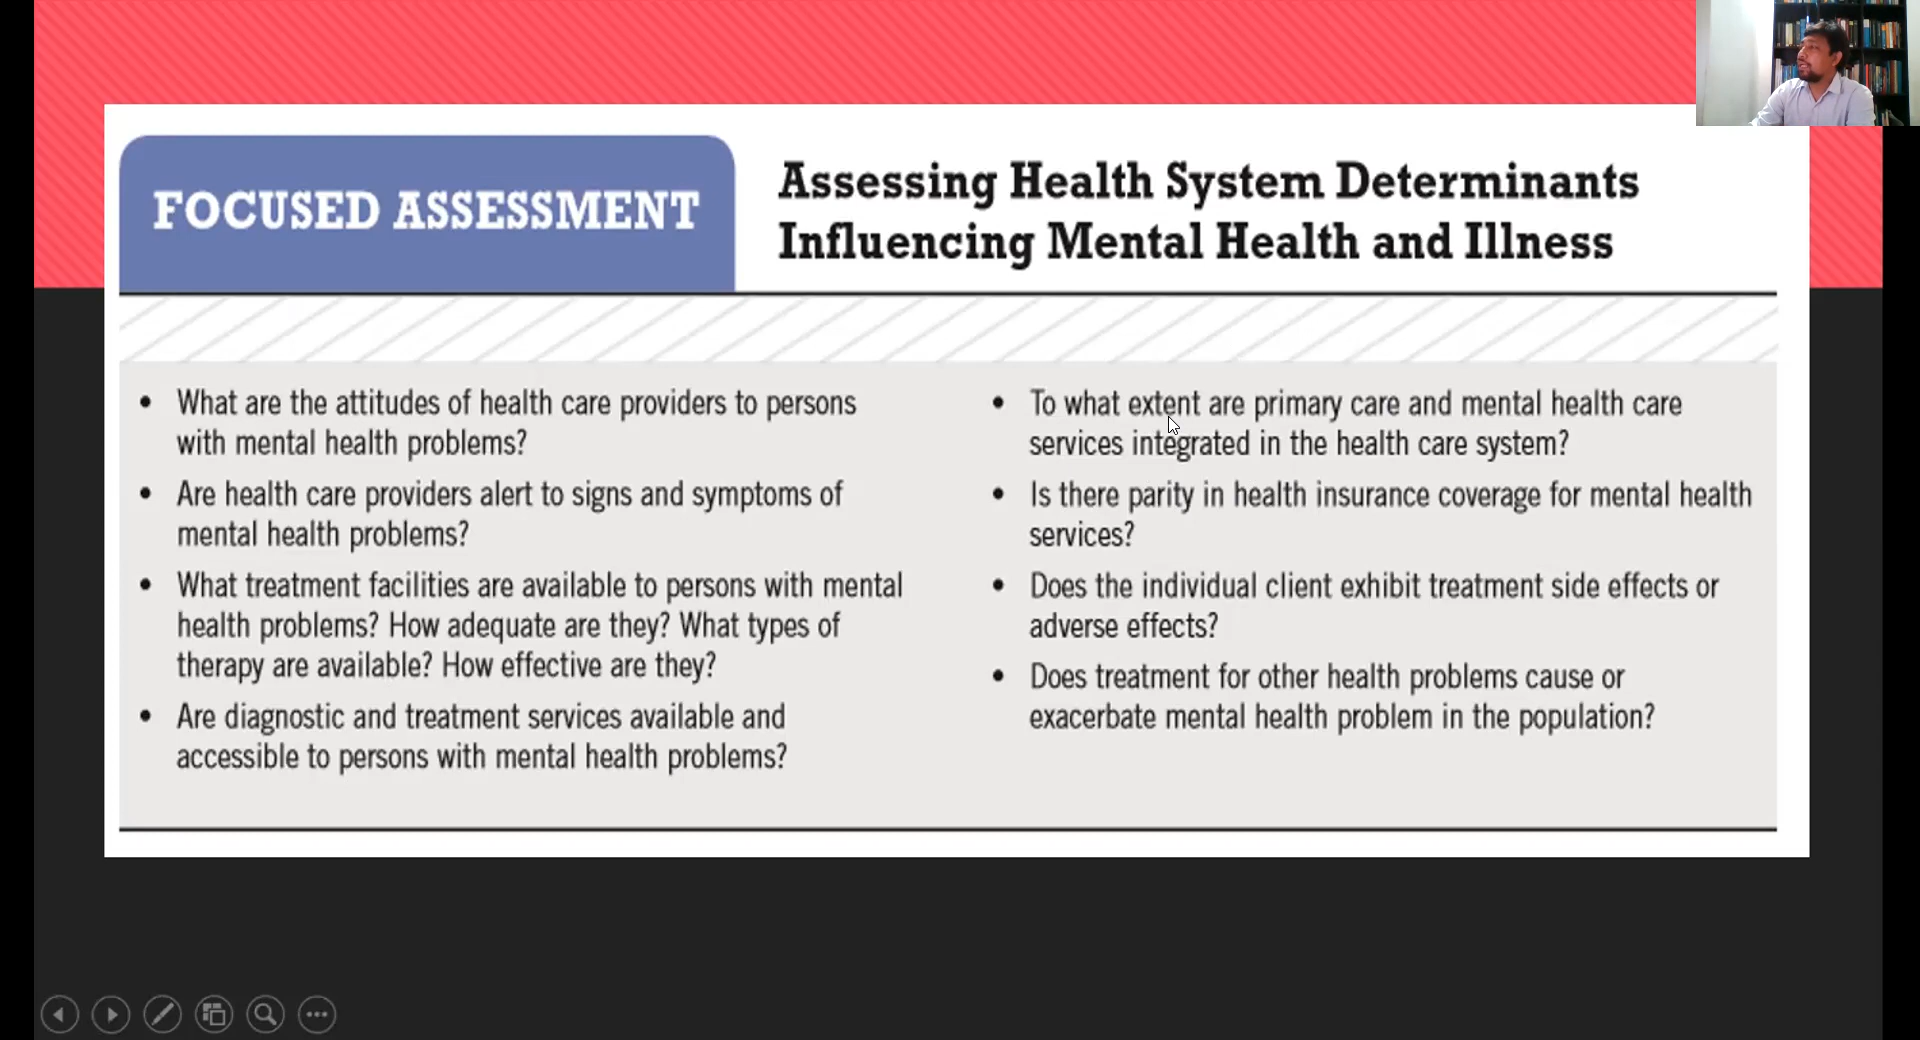 FOCUSED ASSESSMENT
Assessing Health System Determinants
Influencing Mental Health and Illness
• What are the attitudes of health care providers to persons
with mental health problems?
• Are health care providers alert to signs and symptoms of
mental health problems?
• What treatment facilities are available to persons with mental
health problems? How adequate are they? What types of
therapy are available? How effective are they?
• Are diagnostic and treatment services available and
accessible to persons with mental health problems?
• To what extent are primary care and mental health care
services integrated in the health care system?
• Is there parity in health insurance coverage for mental health
services?
• Does the individual client exhibit treatment side effects or
adverse effects?
• Does treatment for other health problems cause or
exacerbate mental health problem in the population?